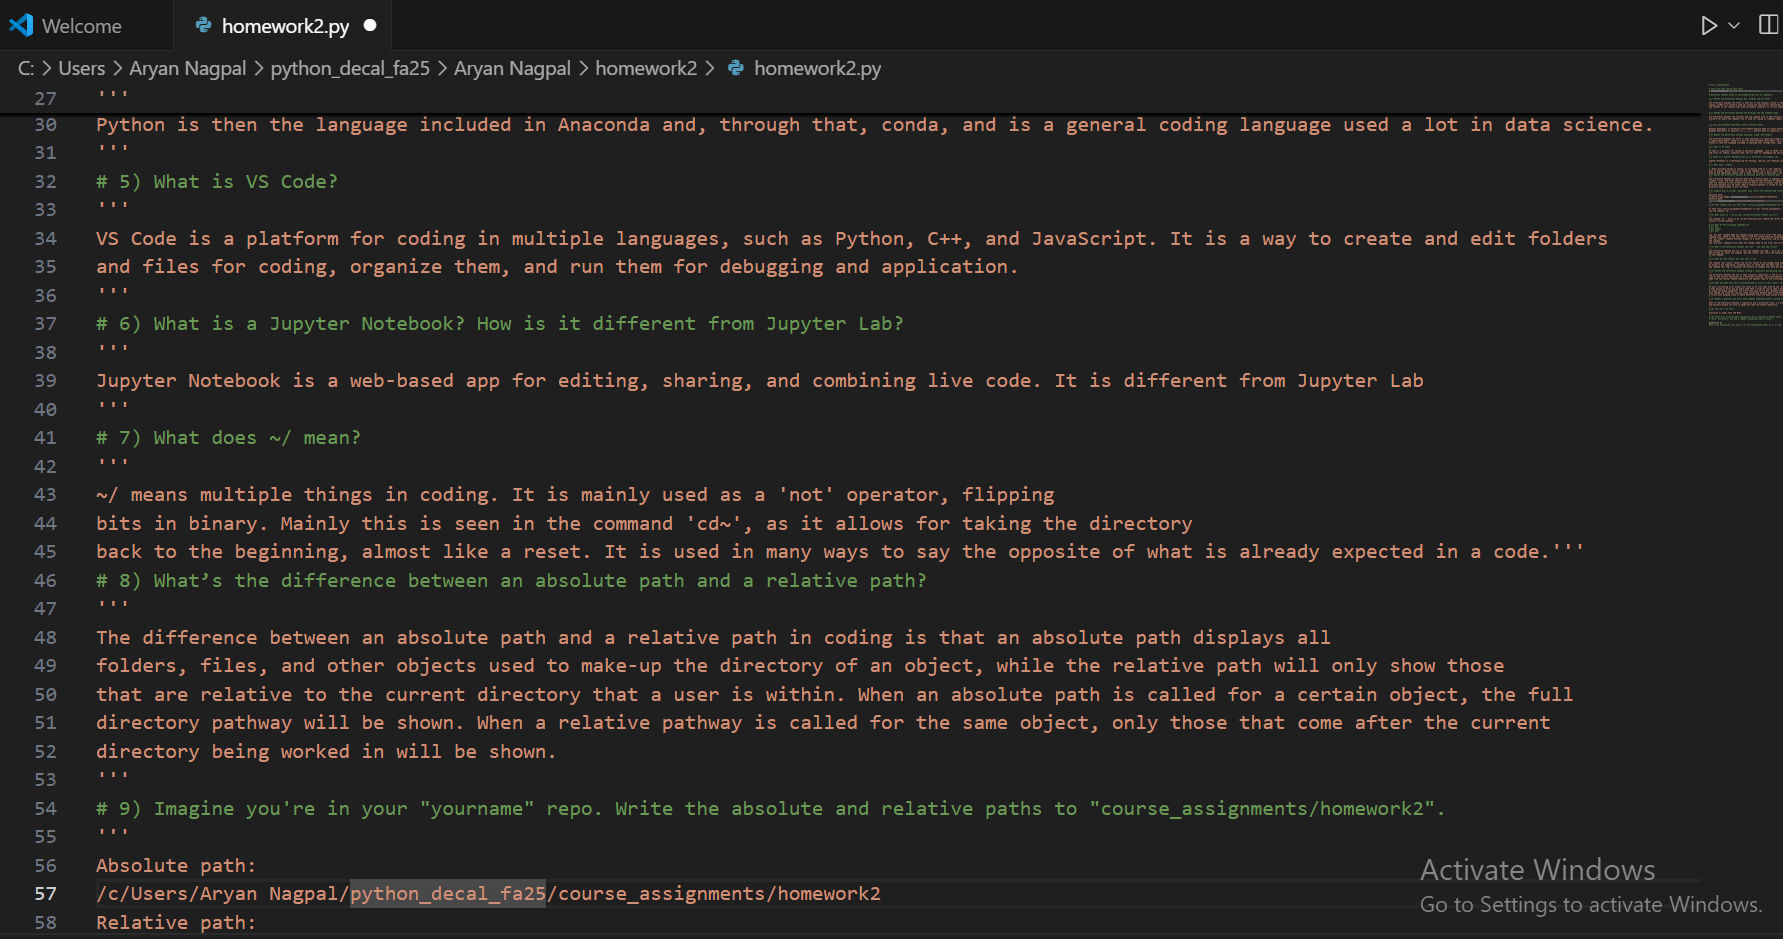 Welcome
homework2.py
C: > Users > Aryan Nagpal > python_decal_fa25 > Aryan Nagpal > homework2 > homework2.py
27 '''
30 Python is then the language included in Anaconda and, through that, conda, and is a general coding language used a lot in data science.
31 '''
32 # 5) What is VS Code?
33 '''
34 VS Code is a platform for coding in multiple languages, such as Python, C++, and JavaScript. It is a way to create and edit folders
35 and files for coding, organize them, and run them for debugging and application.
36 '''
37 # 6) What is a Jupyter Notebook? How is it different from Jupyter Lab?
38 '''
39 Jupyter Notebook is a web-based app for editing, sharing, and combining live code. It is different from Jupyter Lab
40 '''
41 # 7) What does ~/ mean?
42 '''
43 ~/ means multiple things in coding. It is mainly used as a 'not' operator, flipping
44 bits in binary. Mainly this is seen in the command 'cd~', as it allows for taking the directory
45 back to the beginning, almost like a reset. It is used in many ways to say the opposite of what is already expected in a code.'''
46 # 8) What’s the difference between an absolute path and a relative path?
47 '''
48 The difference between an absolute path and a relative path in coding is that an absolute path displays all
49 folders, files, and other objects used to make-up the directory of an object, while the relative path will only show those
50 that are relative to the current directory that a user is within. When an absolute path is called for a certain object, the full
51 directory pathway will be shown. When a relative pathway is called for the same object, only those that come after the current
52 directory being worked in will be shown.
53 '''
54 # 9) Imagine you're in your "yourname" repo. Write the absolute and relative paths to "course_assignments/homework2".
55 '''
56 Absolute path:
57 /c/Users/Aryan Nagpal/python_decal_fa25/course_assignments/homework2
58 Relative path:
Activate Windows
Go to Settings to activate Windows.